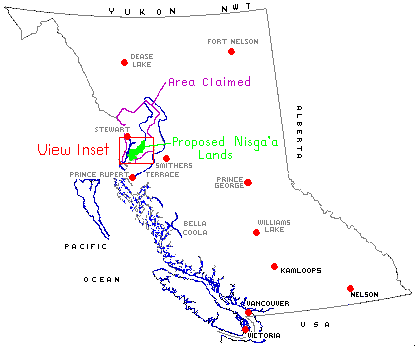 YUKON NWT
FORT NELSON
DEASE
LAKE
Area Claimed
ALBERTA
STEWART
Proposed Nisga'a
Lands
View Inset
SMITHERS
PRINCE RUPERT TERRACE
PRINCE
GEORGE
BELLA
COOLA
WILLIAMS
LAKE
PACIFIC
OCEAN
KAMLOOPS
NELSON
VANCOUVER
USA
VICTORIA